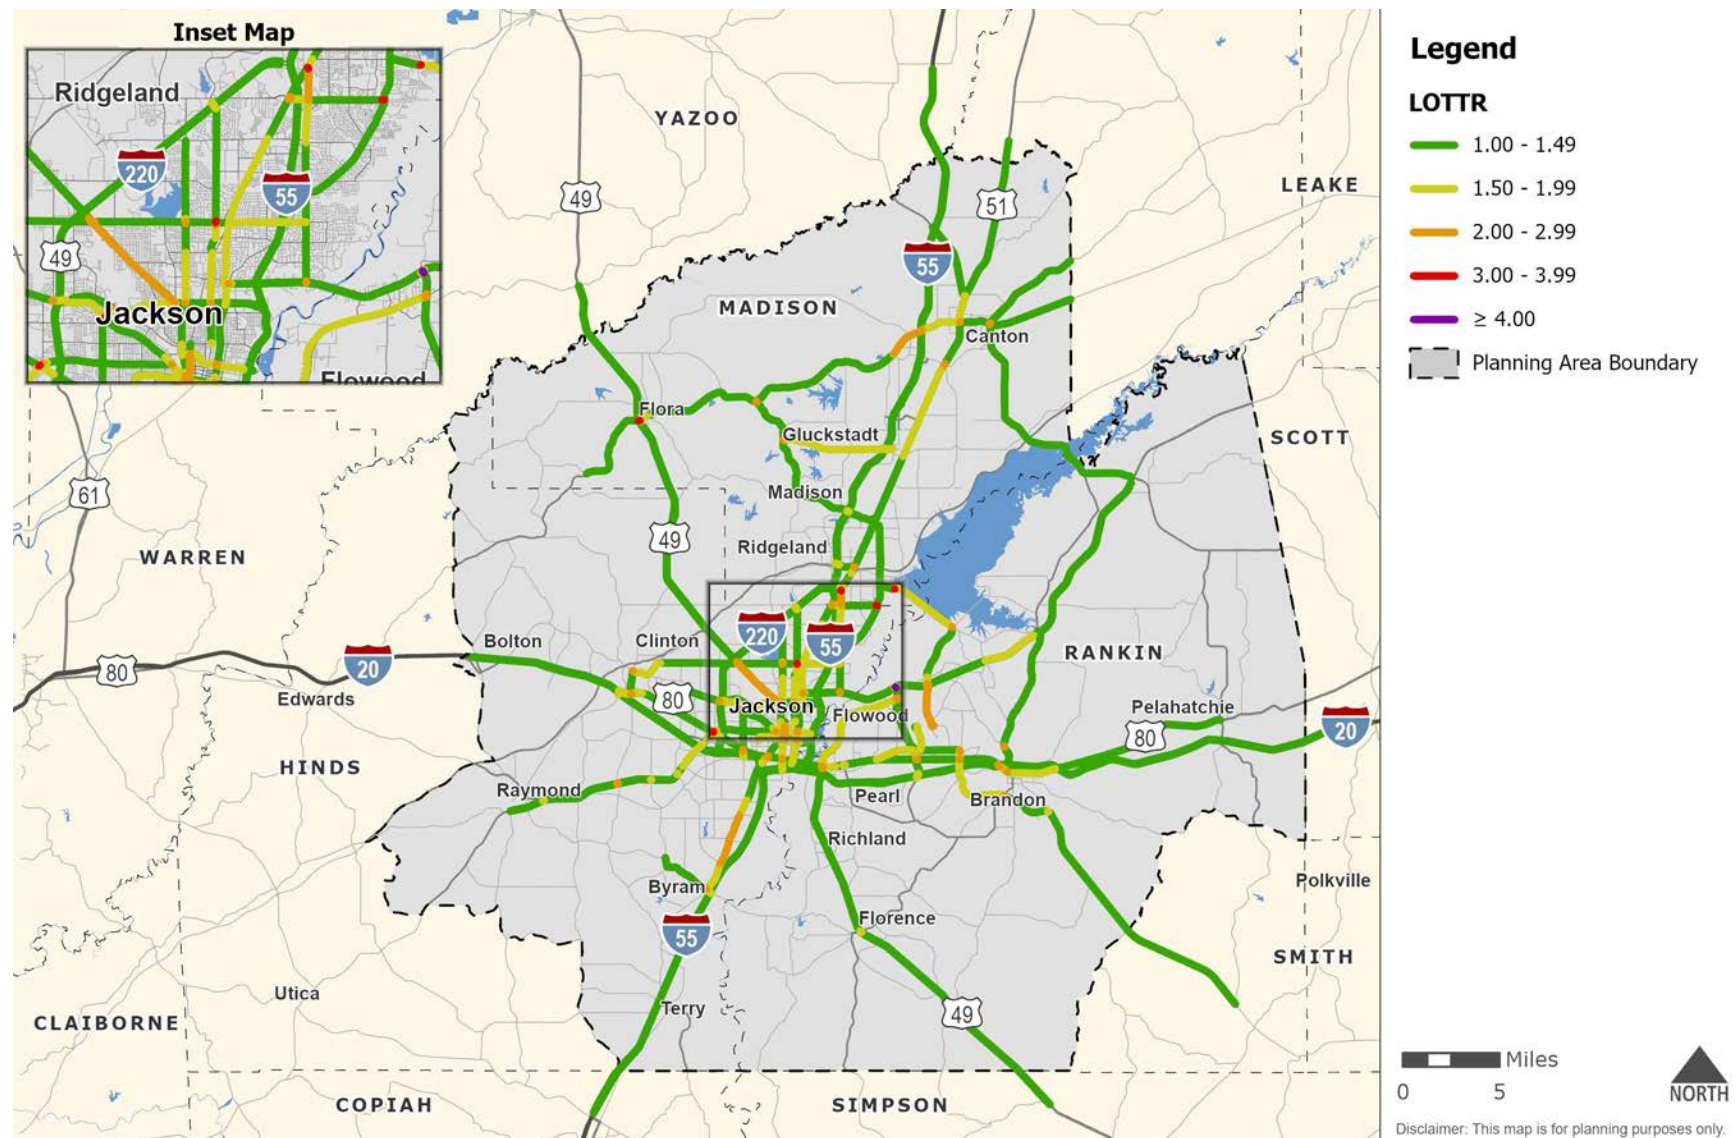 Inset Map
Ridgeland
220
55
49
Jackson
Flowood
YAZOO
LEAKE
49
51
55
MADISON
Canton
Flora
Gluckstadt
SCOTT
61
Madison
49
Ridgeland
WARREN
Bolton
Clinton
220
55
RANKIN
80
20
Edwards
80
Jackson
Flowood
Pelahatchie
80
20
HINDS
Raymond
Pearl
Brandon
Richland
Byram
Polkville
55
Florence
SMITH
Utica
Terry
49
CLAIBORNE
COPIAH
SIMPSON
Legend
LOTTR
1.00 - 1.49
1.50 - 1.99
2.00 - 2.99
3.00 - 3.99
≥ 4.00
Planning Area Boundary
Miles
0 5
NORTH
Disclaimer: This map is for planning purposes only.